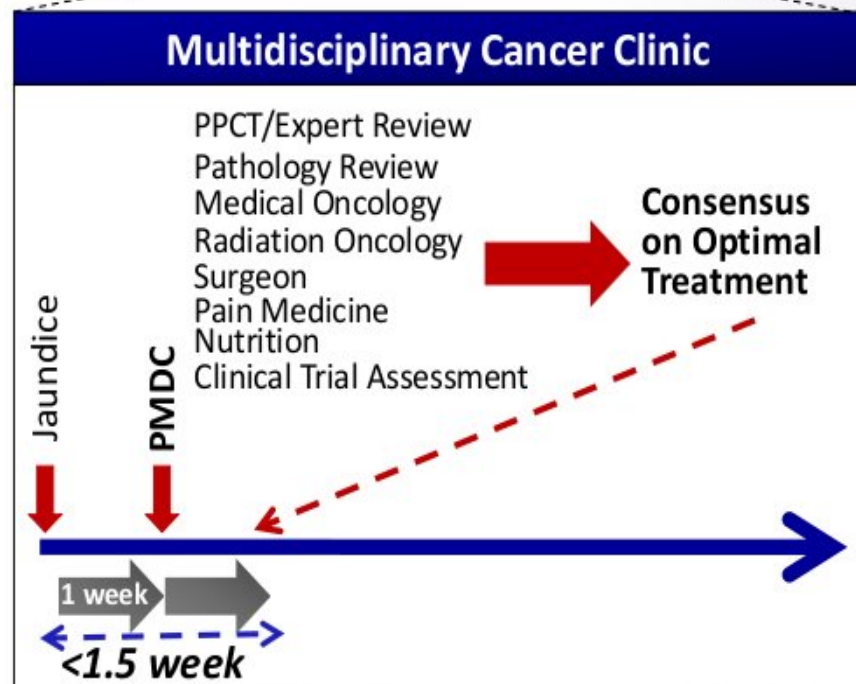 Multidisciplinary Cancer Clinic
PPCT/Expert Review
Pathology Review
Medical Oncology
Radiation Oncology
Surgeon
Pain Medicine
Nutrition
Clinical Trial Assessment
Consensus
on Optimal
Treatment
Jaundice
PMDC
1 week
<1.5 week